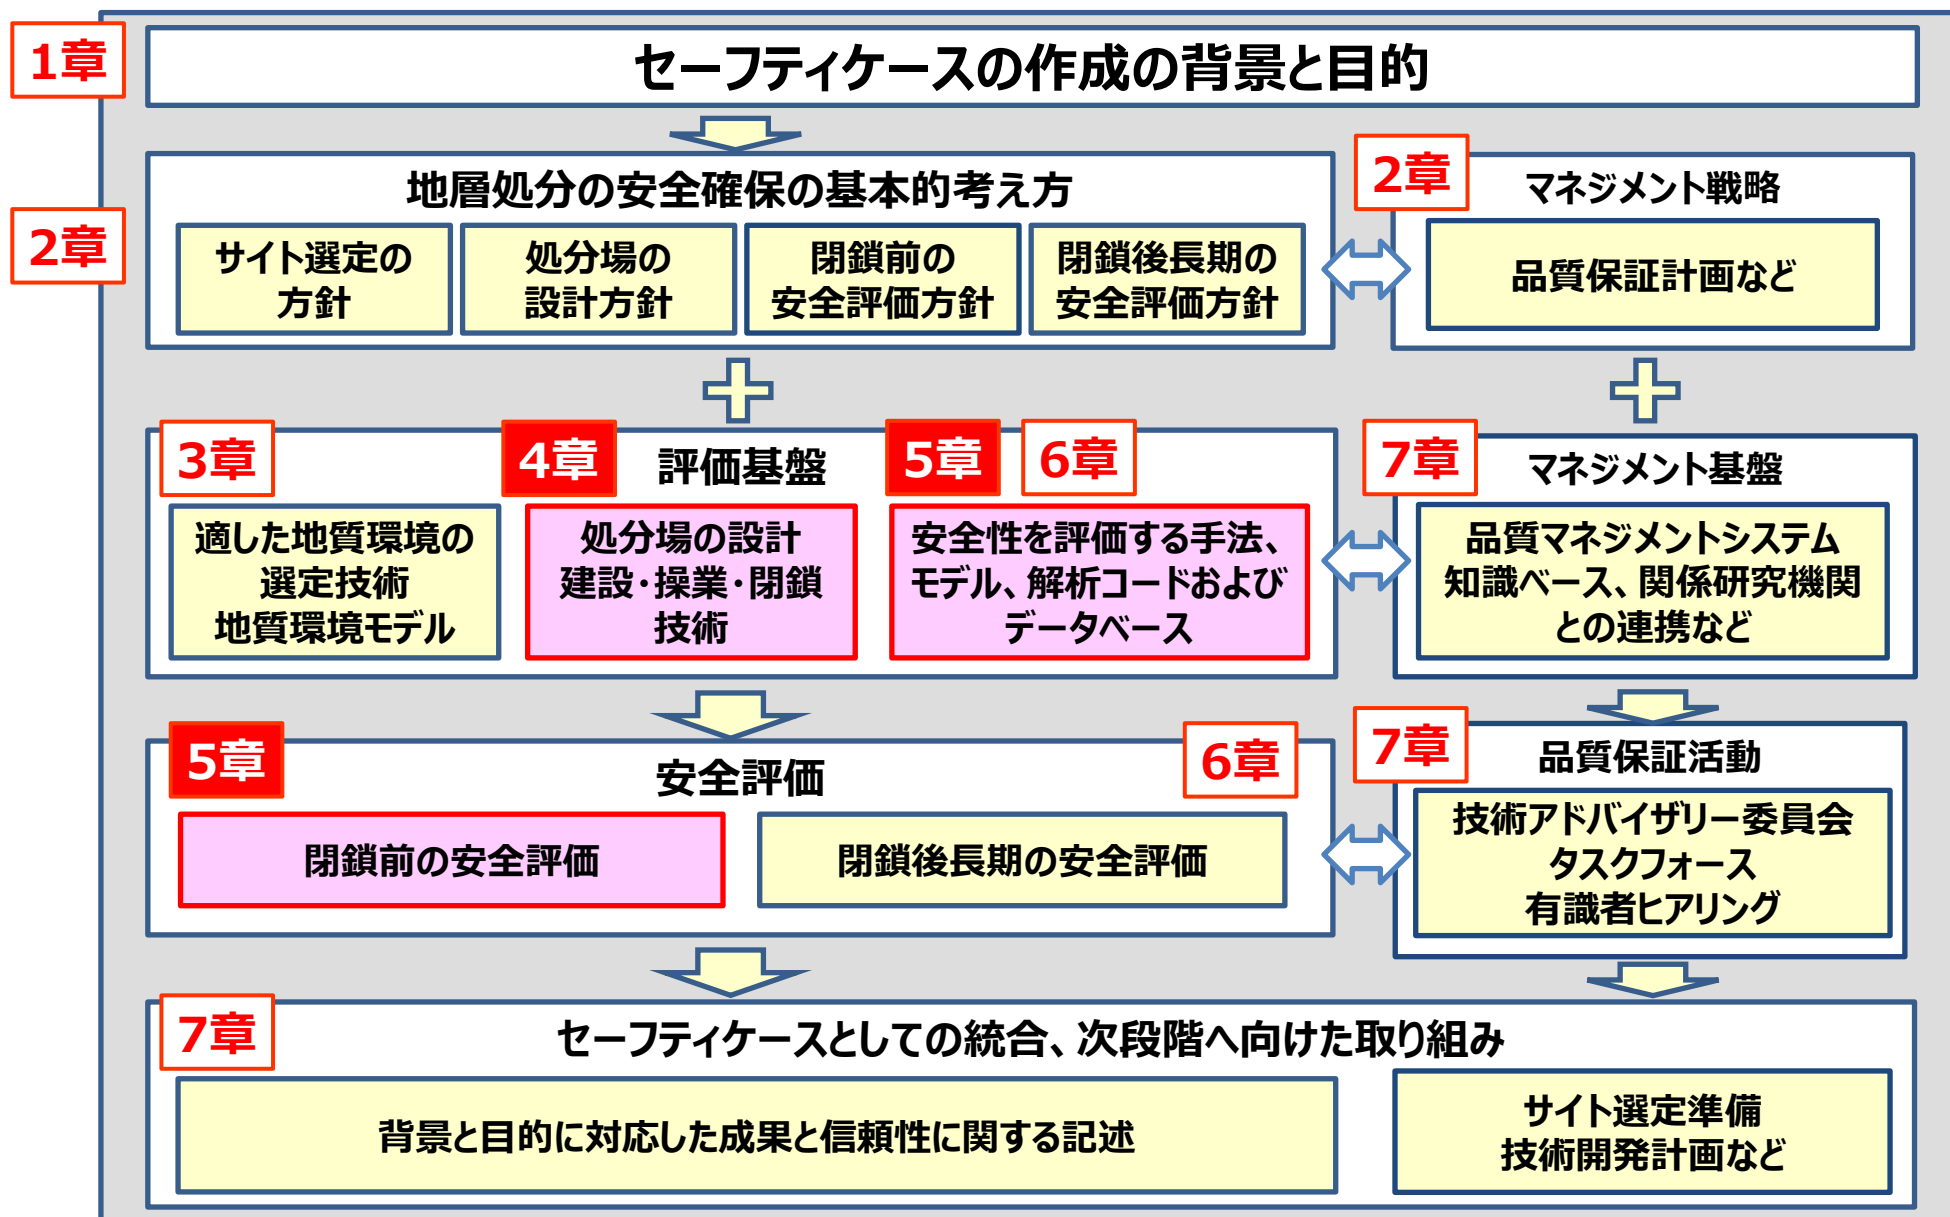 1章
セーフティケースの作成の背景と目的
2章
地層処分の安全確保の基本的考え方
サイト選定の
方針
処分場の
設計方針
閉鎖前の
安全評価方針
閉鎖後長期の
安全評価方針
2章
マネジメント戦略
品質保証計画など
3章
4章
評価基盤
5章
6章
適した地質環境の
選定技術
地質環境モデル
処分場の設計
建設・操業・閉鎖
技術
安全性を評価する手法、
モデル、解析コードおよび
データベース
7章
マネジメント基盤
品質マネジメントシステム
知識ベース、関係研究機関
との連携など
5章
安全評価
6章
閉鎖前の安全評価
閉鎖後長期の安全評価
7章
品質保証活動
技術アドバイザリー委員会
タスクフォース
有識者ヒアリング
7章
セーフティケースとしての統合、次段階へ向けた取り組み
背景と目的に対応した成果と信頼性に関する記述
サイト選定準備
技術開発計画など